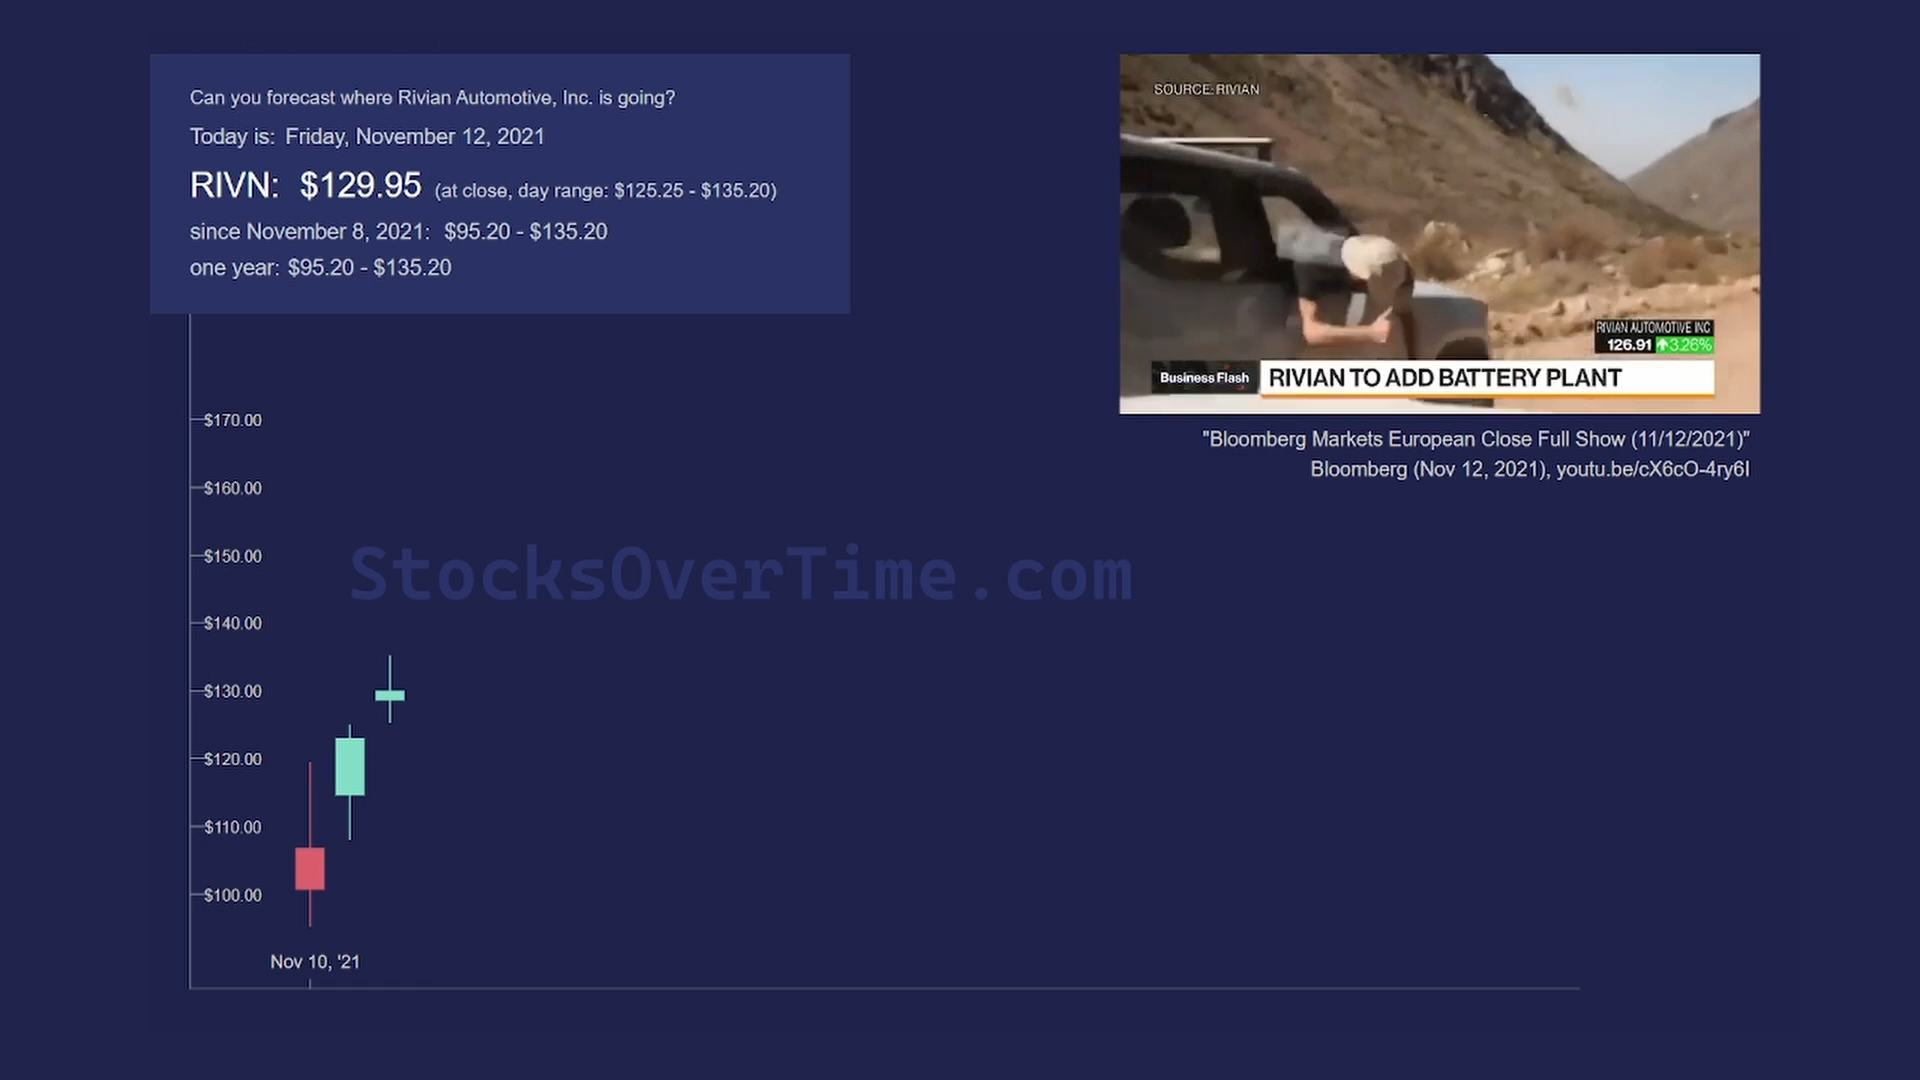 Can you forecast where Rivian Automotive, Inc. is going?
Today is: Friday, November 12, 2021
RIVN: $129.95 (at close, day range: $125.25 - $135.20)
since November 8, 2021: $95.20 - $135.20
one year: $95.20 - $135.20
SOURCE: RIVIAN
RIVIAN AUTOMOTIVE INC
126.91 3.26%
Business Flash RIVIAN TO ADD BATTERY PLANT
"Bloomberg Markets European Close Full Show (11/12/2021)"
Bloomberg (Nov 12, 2021), youtu.be/cX6cO-4ry6I
$170.00
$160.00
$150.00
$140.00
$130.00
$120.00
$110.00
$100.00
StocksOverTime.com
Nov 10, '21